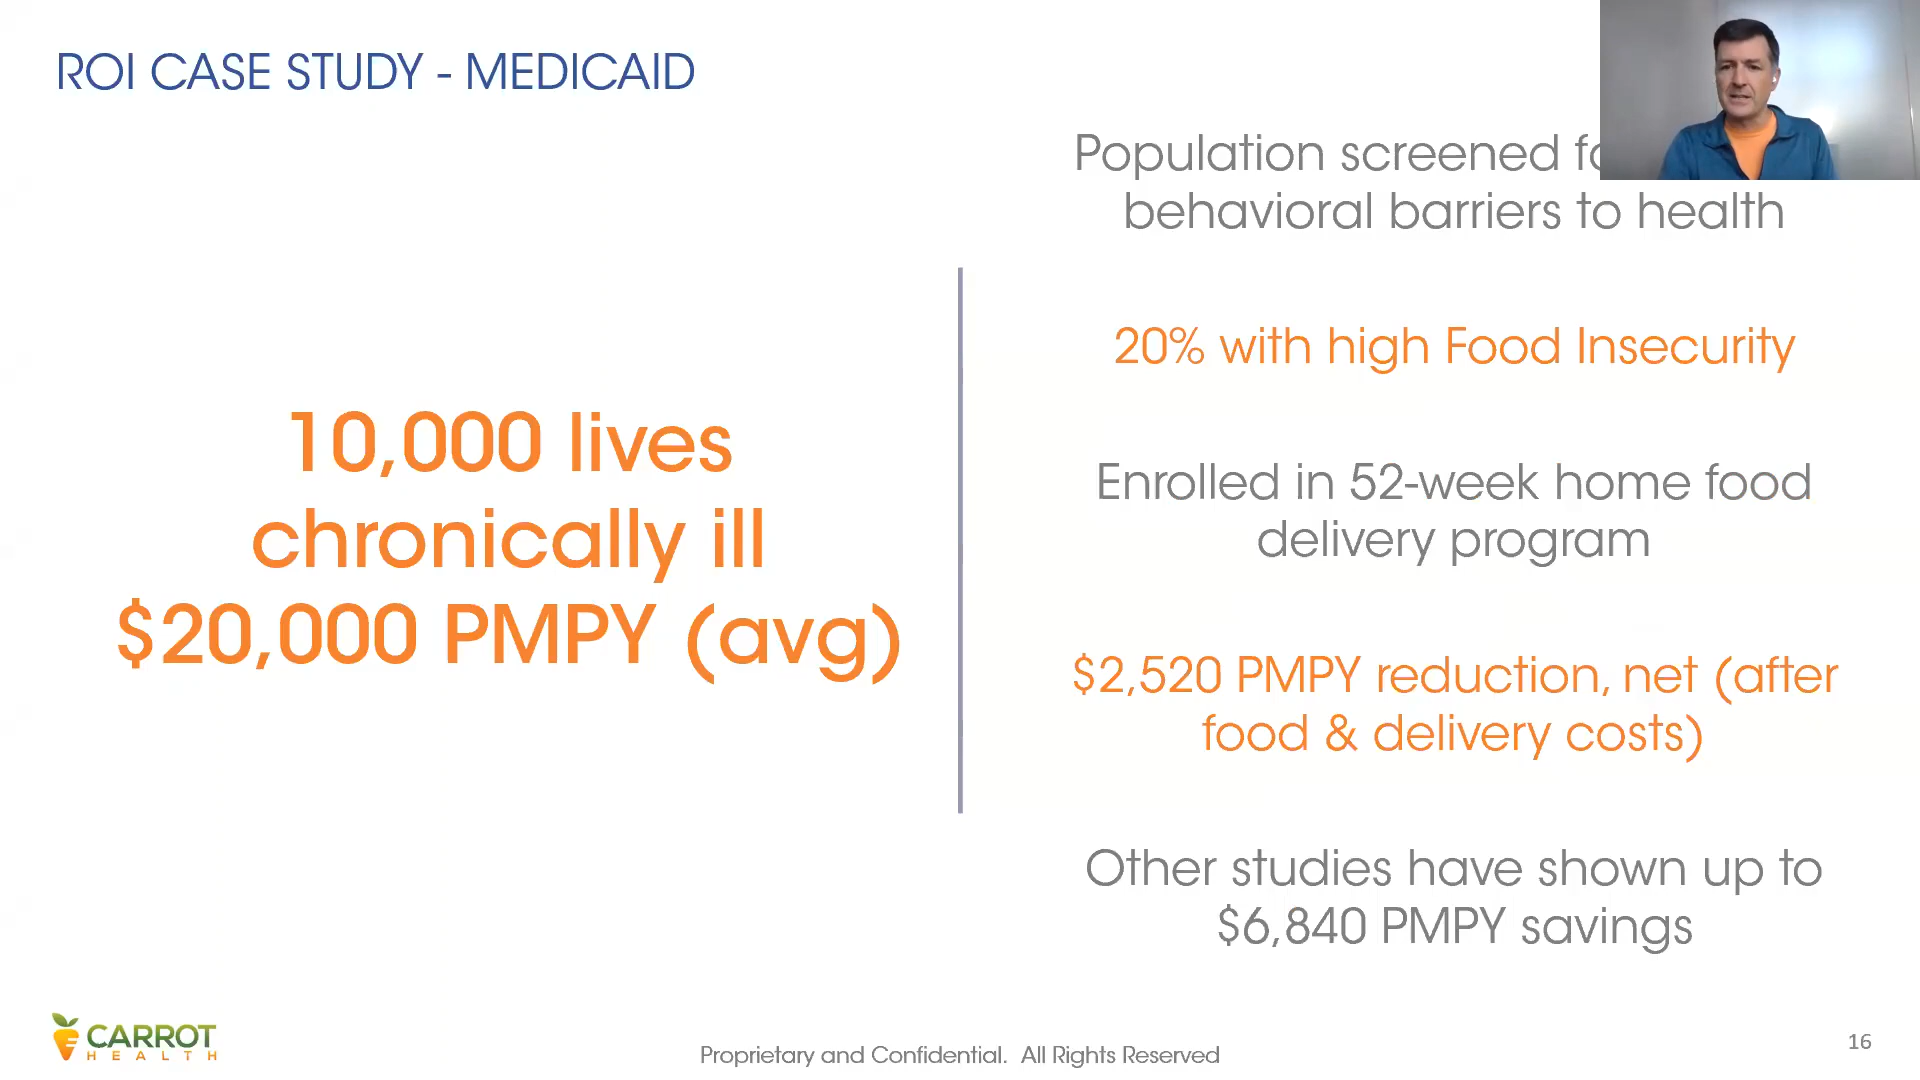 ROI CASE STUDY - MEDICAID
10,000 lives
chronically ill
$20,000 PMPY (avg)
Population screened
behavioral barriers to health
20% with high Food Insecurity
Enrolled in 52-week home food
delivery program
$2,520 PMPY reduction, net (after
food & delivery costs)
Other studies have shown up to
$6,840 PMPY savings
CARROT
HEALTH
Proprietary and Confidential. All Rights Reserved
16